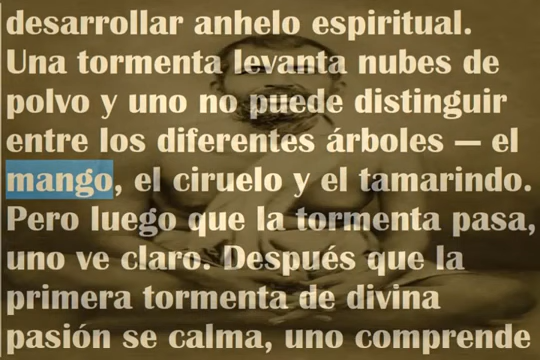 desarrollar anhelo espiritual.
Una tormenta levanta nubes de
polvo y uno no puede distinguir
entre los diferentes árboles — el
mango, el ciruelo y el tamarindo.
Pero luego que la tormenta pasa,
uno ve claro. Después que la
primera tormenta de divina
pasión se calma, uno comprende